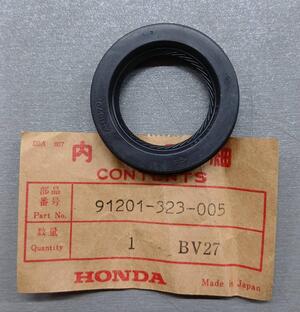 内 細
CONTENTS
部品
番号
Part No.
91201-323-005
数量
Quantity
1 BV27
HONDA
Made in Japan